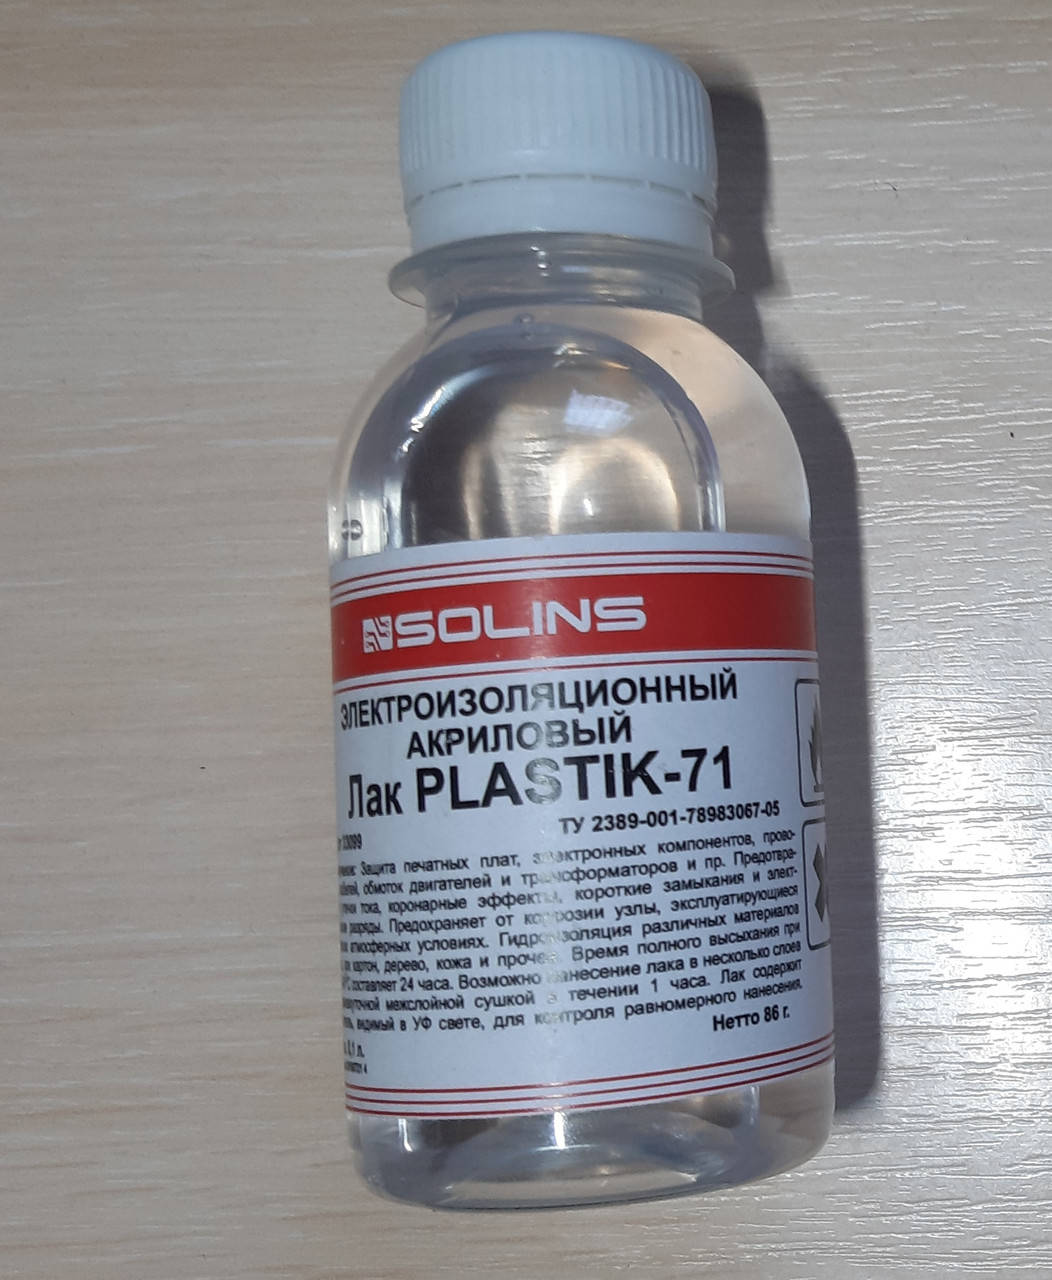 SOLINS
ЭЛЕКТРОИЗОЛЯЦИОННЫЙ
АКРИЛОВЫЙ
Лак PLASTIK-71
ТУ 2389-001-78983067-05
33099
Защита печатных плат, электронных компонентов, прово-
обмоток двигателей и трансформаторов и пр. Предотвра-
тока, коронарные эффекты, короткие замыкания и элект-
разряды. Предохраняет от коррозии узлы, эксплуатирующиеся
атмосферных условиях. Гидроизоляция различных материалов
картон, дерево, кожа и прочее. Время полного высыхания при
составляет 24 часа. Возможно нанесение лака в несколько слоев
межслойной сушкой в течении 1 часа. Лак содержит
видимый в УФ свете, для контроля равномерного нанесения.
Нетто 86 г.
0,1 л.